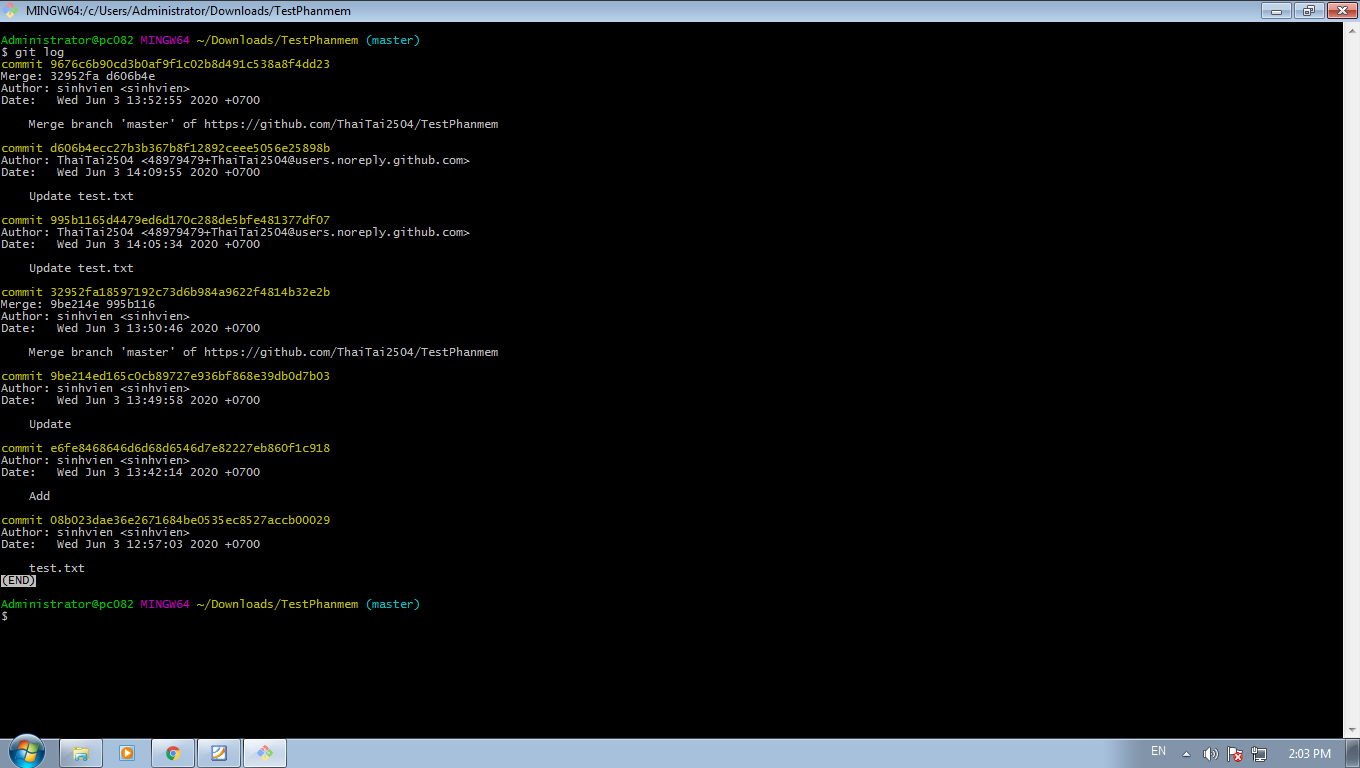 MINGW64:/c/Users/Administrator/Downloads/TestPhanmem
Administrator@pc082 MINGW64 ~/Downloads/TestPhanmem (master)
$ git log
commit 9676c6b90cd3b0af9f1c02b8d491c538a8f4dd23
Merge: 32952fa d606b4e
Author: sinhvien <sinhvien>
Date:   Wed Jun 3 13:52:55 2020 +0700
    Merge branch 'master' of https://github.com/ThaiTai2504/TestPhanmem
commit d606b4ecc27b3b367b8f12892ceee5056e25898b
Author: ThaiTai2504 <48979479+ThaiTai2504@users.noreply.github.com>
Date:   Wed Jun 3 14:09:55 2020 +0700
    Update test.txt
commit 995b1165d4479ed6d170c288de5bfe481377df07
Author: ThaiTai2504 <48979479+ThaiTai2504@users.noreply.github.com>
Date:   Wed Jun 3 14:05:34 2020 +0700
    Update test.txt
commit 32952fa18597192c73d6b984a9622f4814b32e2b
Merge: 9be214e 995b116
Author: sinhvien <sinhvien>
Date:   Wed Jun 3 13:50:46 2020 +0700
    Merge branch 'master' of https://github.com/ThaiTai2504/TestPhanmem
commit 9be214ed165c0cb89727e936bf868e39db0d7b03
Author: sinhvien <sinhvien>
Date:   Wed Jun 3 13:49:58 2020 +0700
    Update
commit e6fe8468646d6d68d6546d7e82227eb860f1c918
Author: sinhvien <sinhvien>
Date:   Wed Jun 3 13:42:14 2020 +0700
    Add
commit 08b023dae36e2671684be0535ec8527accb00029
Author: sinhvien <sinhvien>
Date:   Wed Jun 3 12:57:03 2020 +0700
    test.txt
(END)
Administrator@pc082 MINGW64 ~/Downloads/TestPhanmem (master)
$
EN
2:03 PM